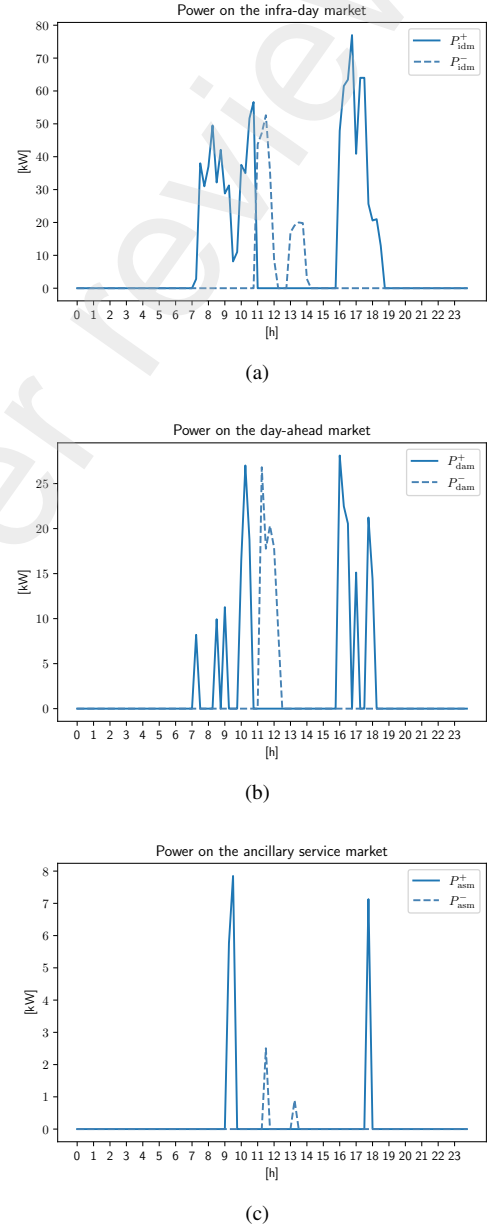 Power on the infra-day market
80
70
60
50
40
30
20
10
0
[kW]
P⁺idm
P⁻idm
0 1 2 3 4 5 6 7 8 9 10 11 12 13 14 15 16 17 18 19 20 21 22 23
[h]
(a)
Power on the day-ahead market
25
20
15
10
5
0
[kW]
P⁺dam
P⁻dam
0 1 2 3 4 5 6 7 8 9 10 11 12 13 14 15 16 17 18 19 20 21 22 23
[h]
(b)
Power on the ancillary service market
8
7
6
5
4
3
2
1
0
[kW]
P⁺asm
P⁻asm
0 1 2 3 4 5 6 7 8 9 10 11 12 13 14 15 16 17 18 19 20 21 22 23
[h]
(c)
er review